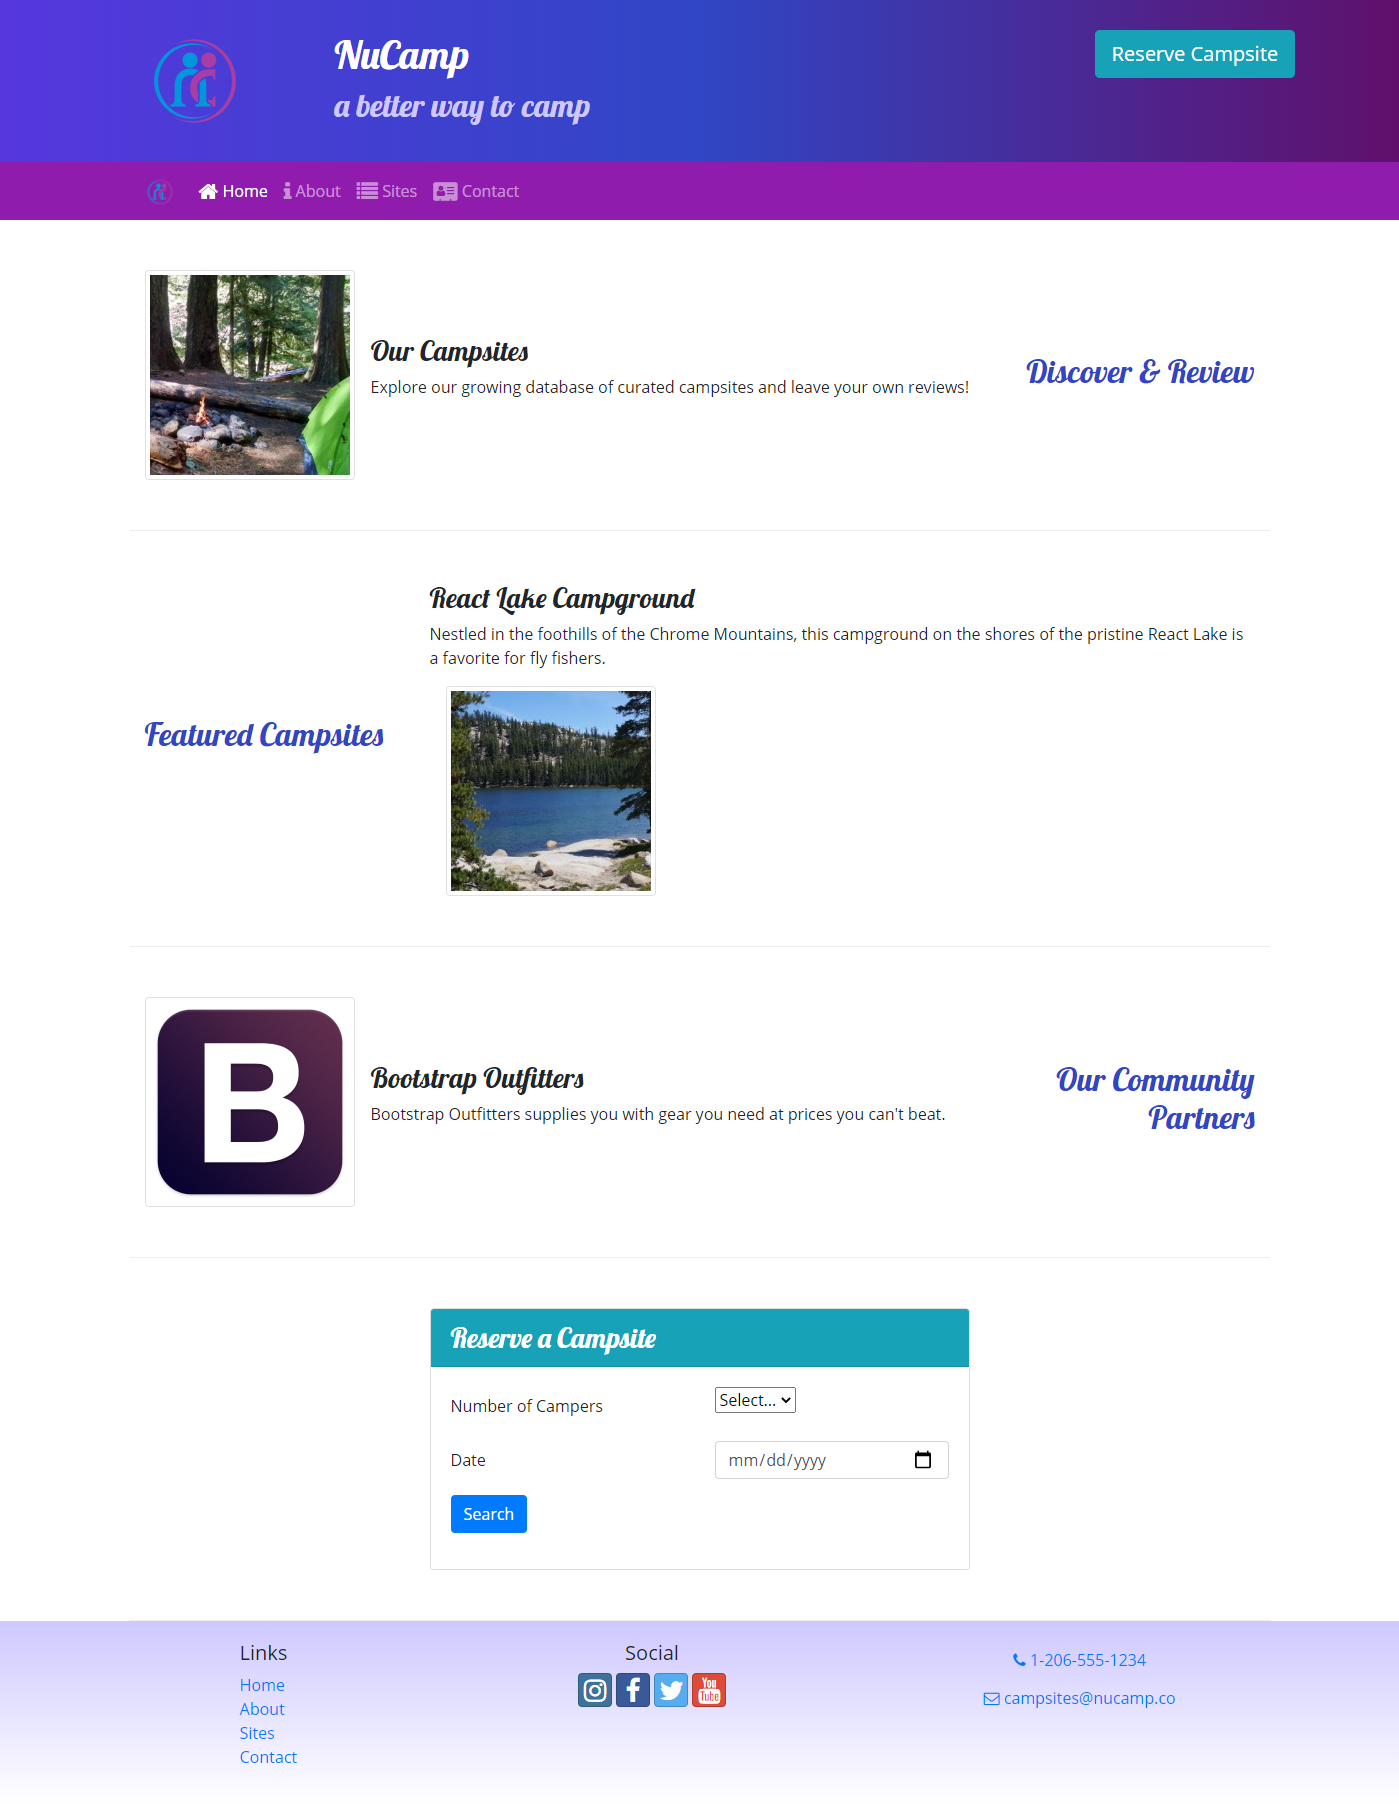 NuCamp
a better way to camp
Reserve Campsite
Home
About
Sites
Contact
Our Campsites
Explore our growing database of curated campsites and leave your own reviews!
Discover & Review
Featured Campsites
React Lake Campground
Nestled in the foothills of the Chrome Mountains, this campground on the shores of the pristine React Lake is
a favorite for fly fishers.
B
Bootstrap Outfitters
Bootstrap Outfitters supplies you with gear you need at prices you can't beat.
Our Community
Partners
Reserve a Campsite
Number of Campers
Select...
Date
mm/dd/yyyy
Search
Links
Home
About
Sites
Contact
Social
You
Tube
1-206-555-1234
campsites@nucamp.co